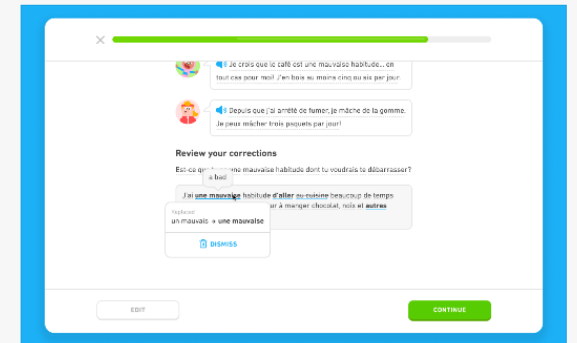 Je crois que le café est une mauvaise habitude... en
tout cas pour moi! J'en bois au moins cinq ou six par jour.
Depuis que j'ai arrêté de fumer, je mâche de la gomme.
Je peux mâcher trois paquets par jour!
Review your corrections
Est-ce que une mauvaise habitude dont tu voudrais te débarrasser?
a bad
J'ai une mauvaise habitude d'aller au cuisine beaucoup de temps
ur à manger chocolat, noix et autres
Replaced
un mauvais → une mauvaise
DISMISS
EDIT
CONTINUE